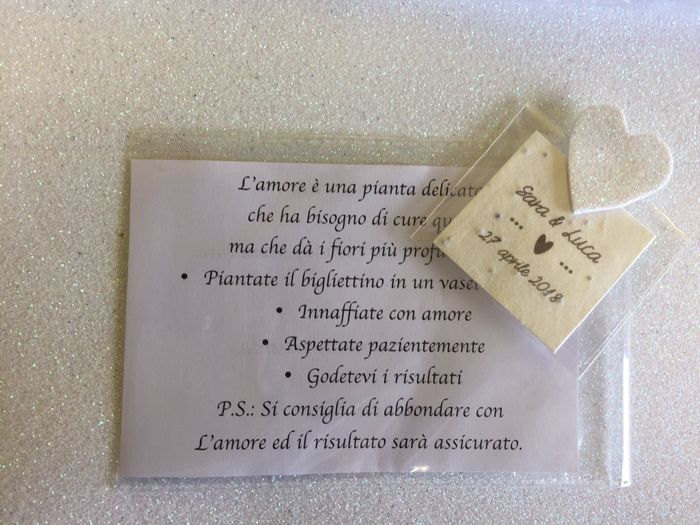 L'amore è una pianta
che ha bisogno di cure
ma che dà i fiori più
• Piantate il bigliettino in un
• Innaffiate con amore
• Aspettate pazientemente
• Godetevi i risultati
P.S.: Si consiglia di abbondare con
L'amore ed il risultato sarà assicurato.
Sara & Luca
... ...
27 aprile 2018